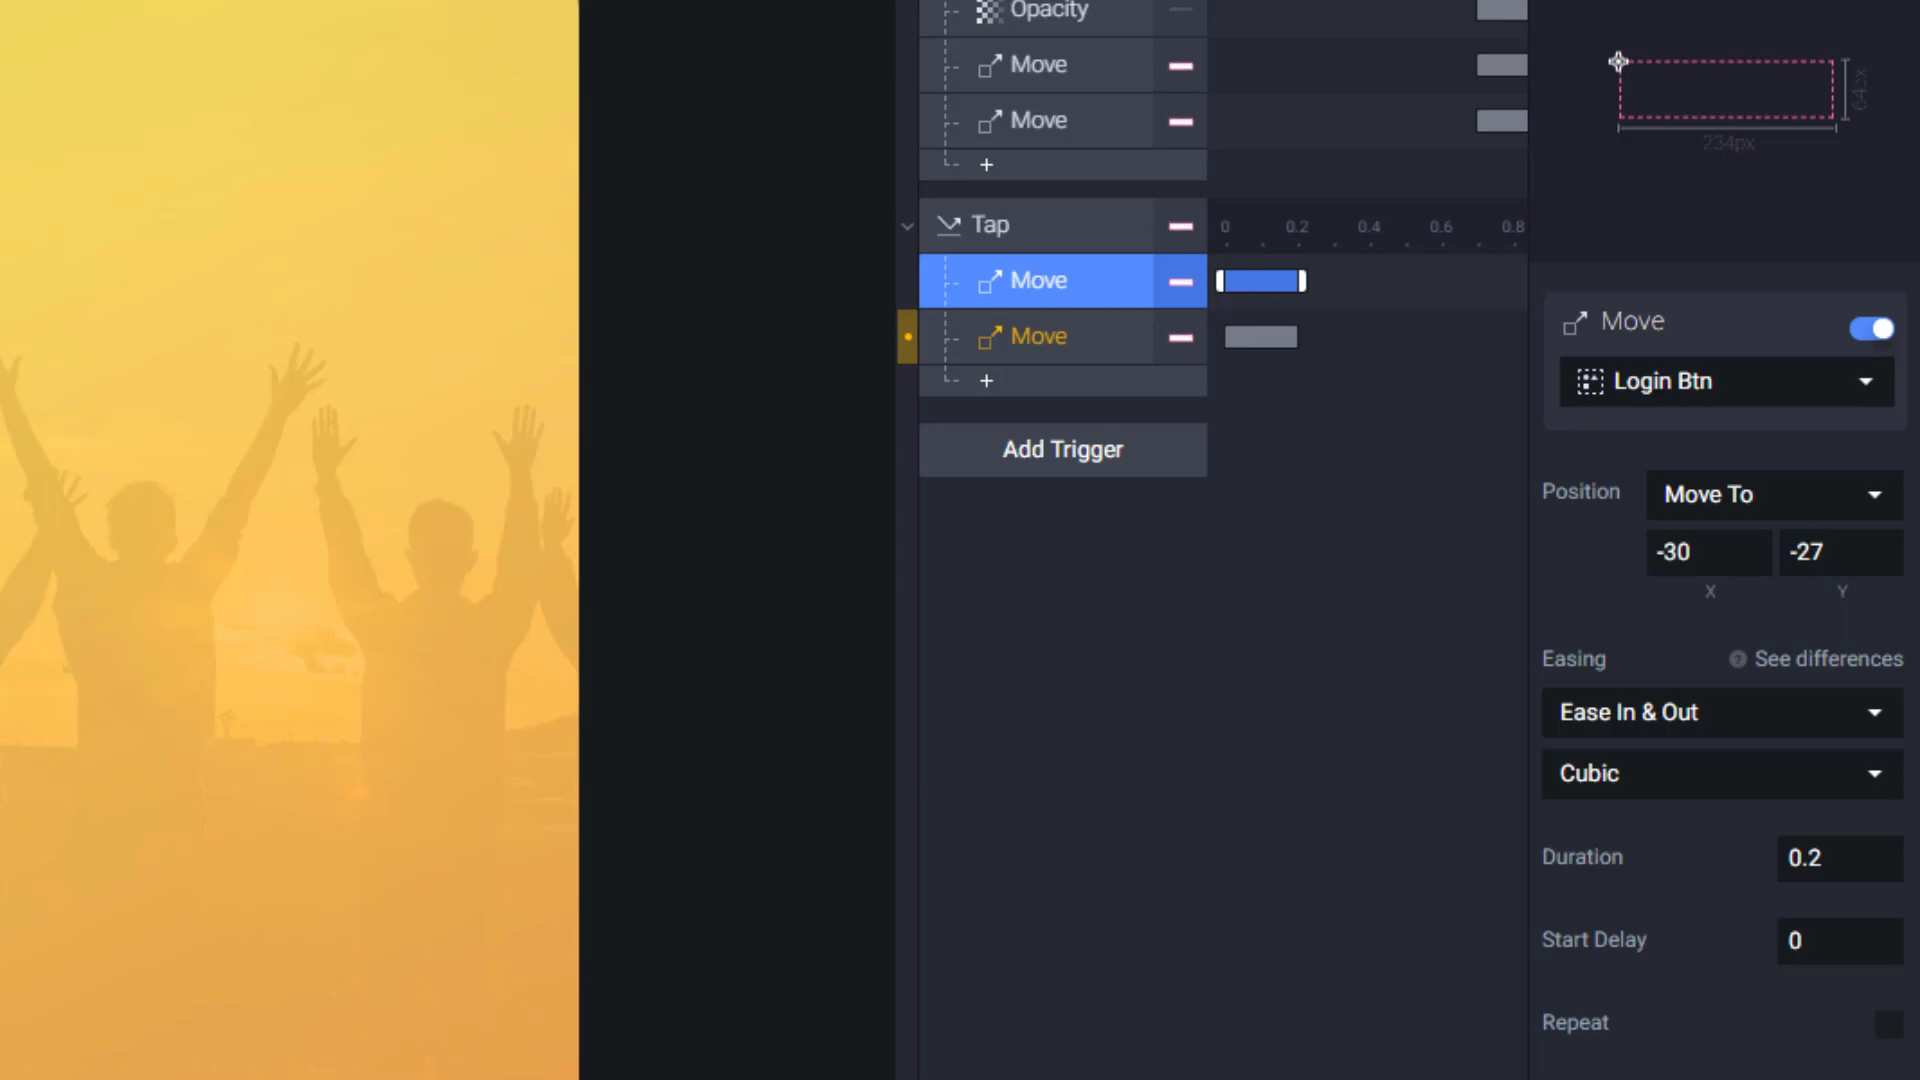 Opacity
Move
Move
+
Tap
0 0.2 0.4 0.6 0.8
Move
Move
+
Add Trigger
64px
234px
Move
Login Btn
Position
Move To
-30
-27
X
Y
Easing
? See differences
Ease In & Out
Cubic
Duration
0.2
Start Delay
0
Repeat